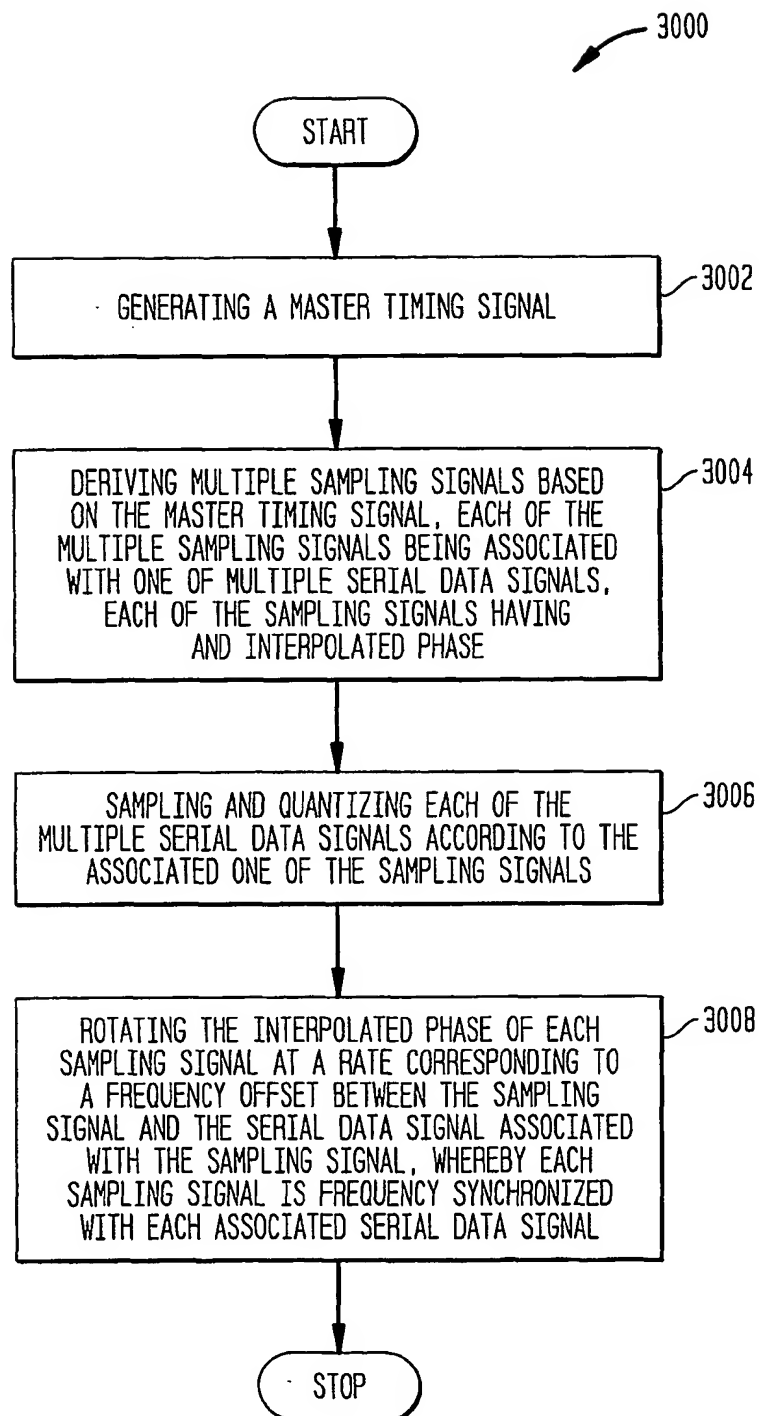 3000
START
GENERATING A MASTER TIMING SIGNAL
3002
DERIVING MULTIPLE SAMPLING SIGNALS BASED
ON THE MASTER TIMING SIGNAL, EACH OF THE
MULTIPLE SAMPLING SIGNALS BEING ASSOCIATED
WITH ONE OF MULTIPLE SERIAL DATA SIGNALS,
EACH OF THE SAMPLING SIGNALS HAVING
AND INTERPOLATED PHASE
3004
SAMPLING AND QUANTIZING EACH OF THE
MULTIPLE SERIAL DATA SIGNALS ACCORDING TO THE
ASSOCIATED ONE OF THE SAMPLING SIGNALS
3006
ROTATING THE INTERPOLATED PHASE OF EACH
SAMPLING SIGNAL AT A RATE CORRESPONDING TO
A FREQUENCY OFFSET BETWEEN THE SAMPLING
SIGNAL AND THE SERIAL DATA SIGNAL ASSOCIATED
WITH THE SAMPLING SIGNAL, WHEREBY EACH
SAMPLING SIGNAL IS FREQUENCY SYNCHRONIZED
WITH EACH ASSOCIATED SERIAL DATA SIGNAL
3008
STOP